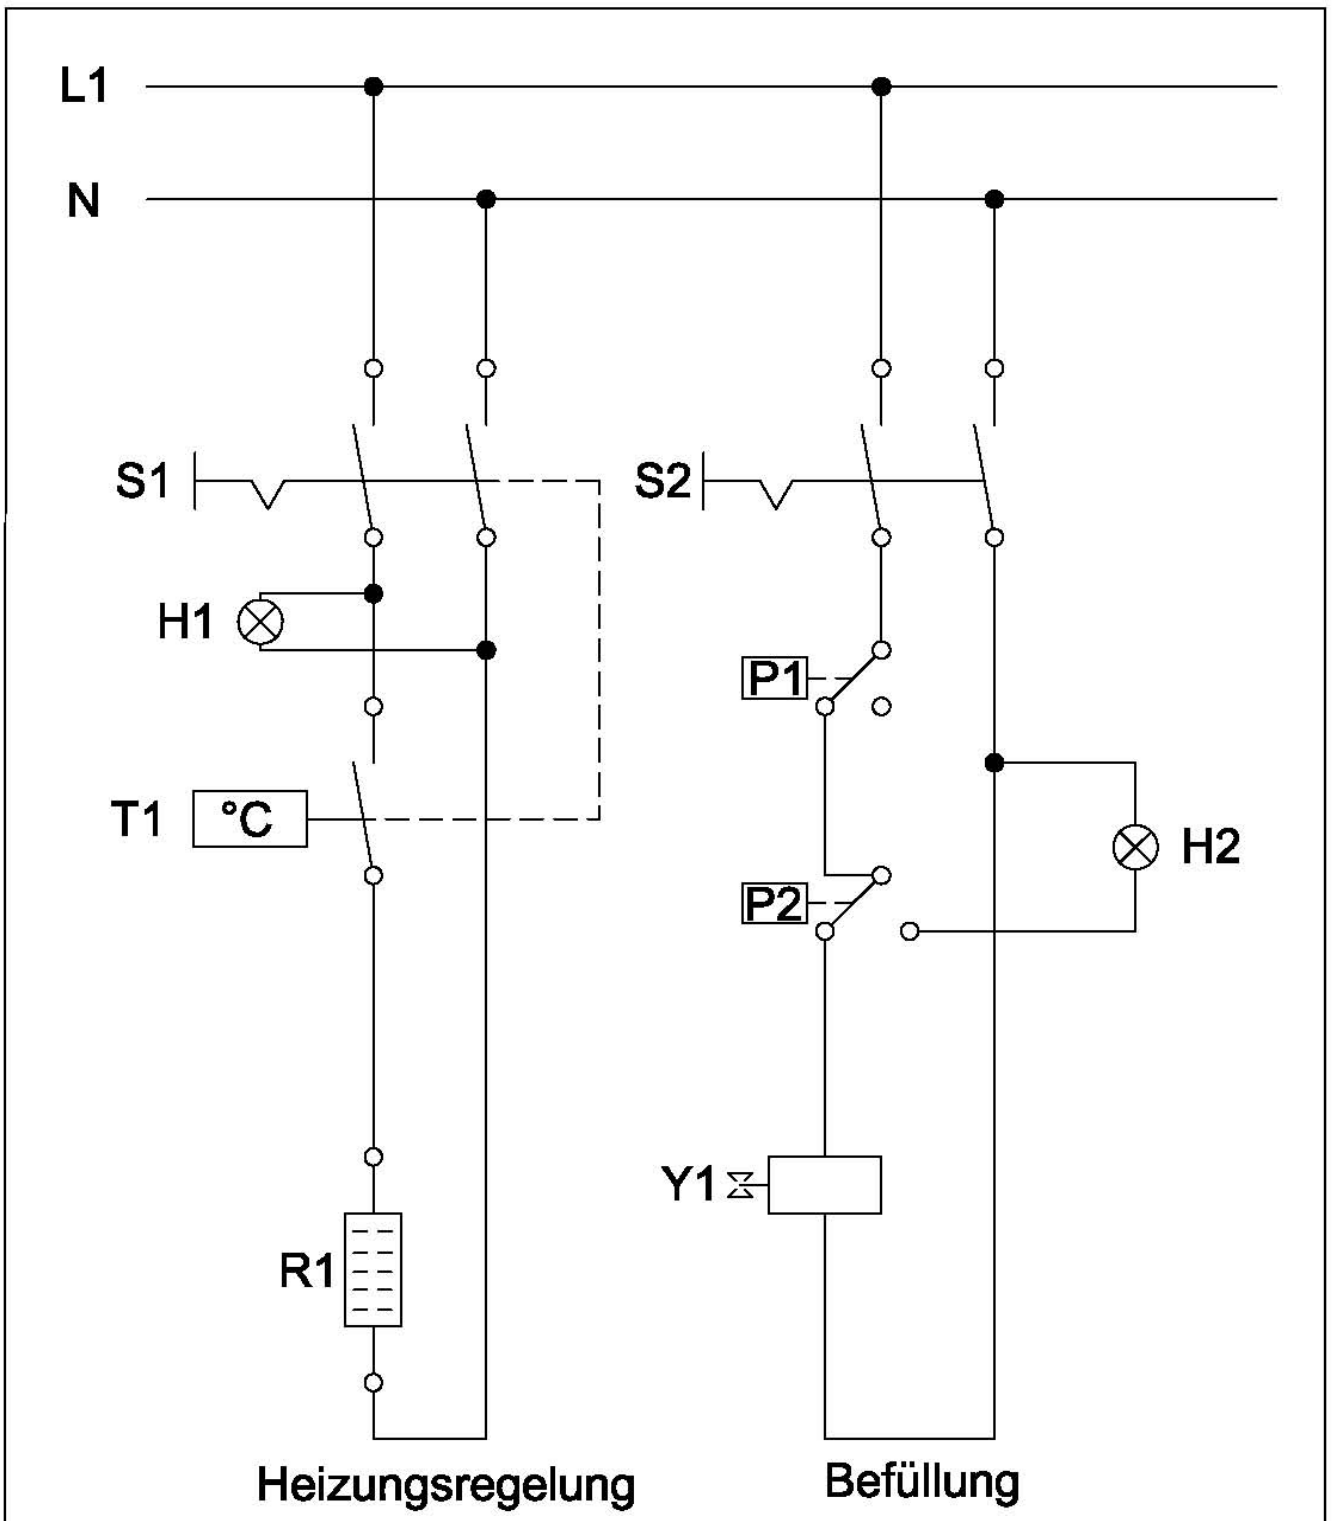 L1
N
S1
S2
H1
P1
T1
°C
H2
P2
Y1
R1
Heizungsregelung
Befüllung